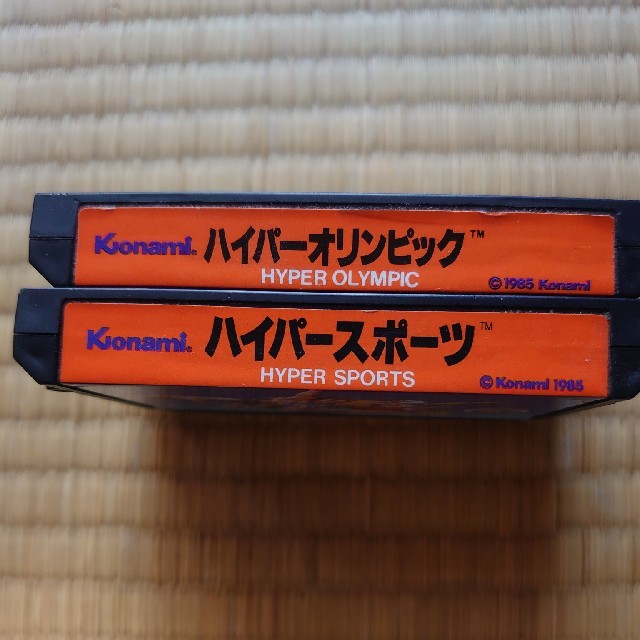 Konami. ハイパーオリンピック™
HYPER OLYMPIC
© 1985 Konami
Konami. ハイパースポーツ™
HYPER SPORTS
© Konami 1985